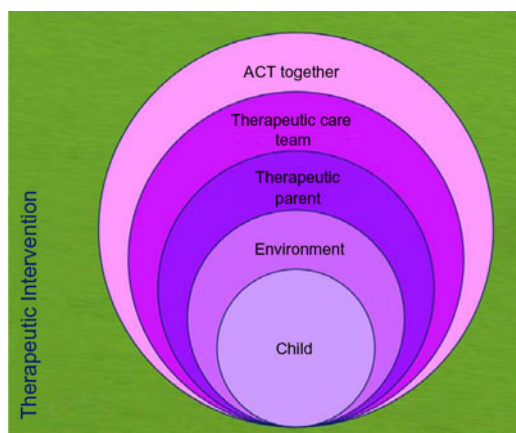 ACT together
Therapeutic care
team
Therapeutic
parent
Environment
Child
Therapeutic Intervention